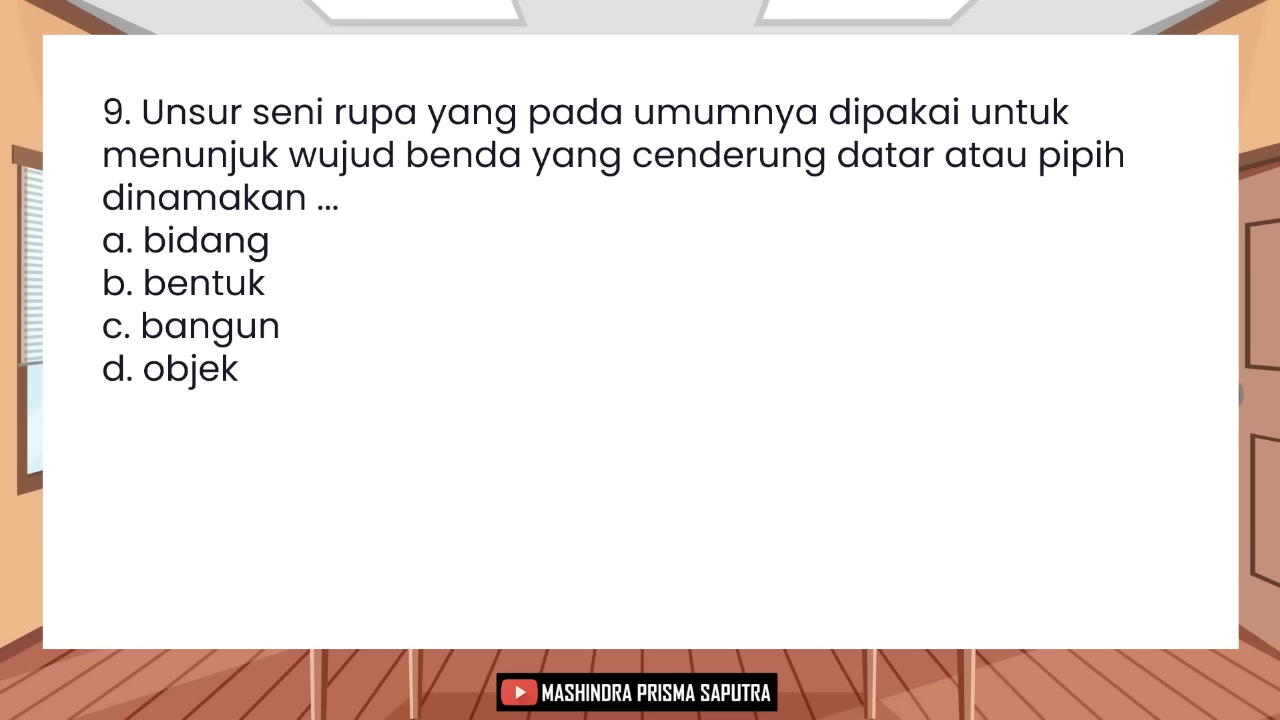 9. Unsur seni rupa yang pada umumnya dipakai untuk
menunjuk wujud benda yang cenderung datar atau pipih
dinamakan ...
a. bidang
b. bentuk
c. bangun
d. objek
MASHINDRA PRISMA SAPUTRA